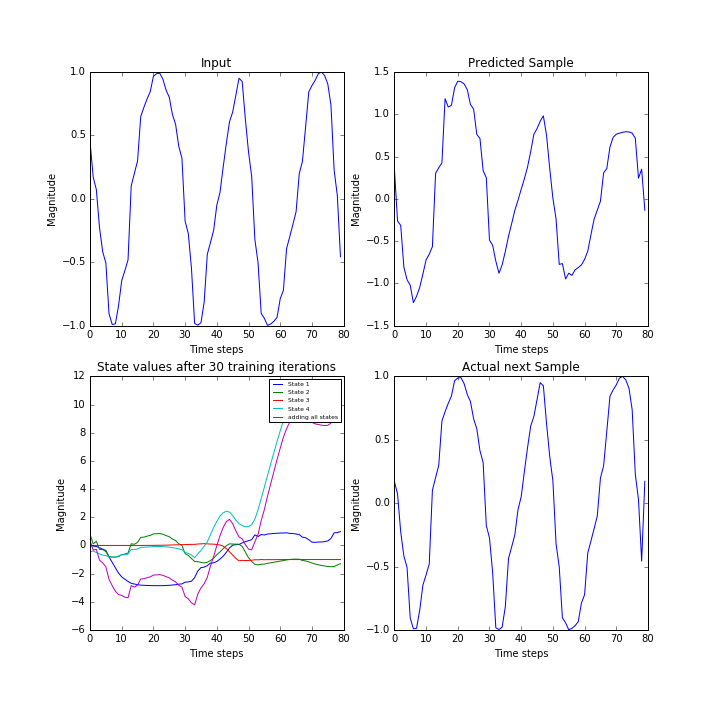 Input
Magnitude
1.0
0.5
0.0
−0.5
−1.0
0 10 20 30 40 50 60 70 80
Time steps
Predicted Sample
Magnitude
1.5
1.0
0.5
0.0
−0.5
−1.0
−1.5
0 10 20 30 40 50 60 70 80
Time steps
State values after 30 training iterations
Magnitude
12
10
8
6
4
2
0
−2
−4
−6
0 10 20 30 40 50 60 70 80
Time steps
State 1
State 2
State 3
State 4
adding all states
Actual next Sample
Magnitude
1.0
0.5
0.0
−0.5
−1.0
0 10 20 30 40 50 60 70 80
Time steps